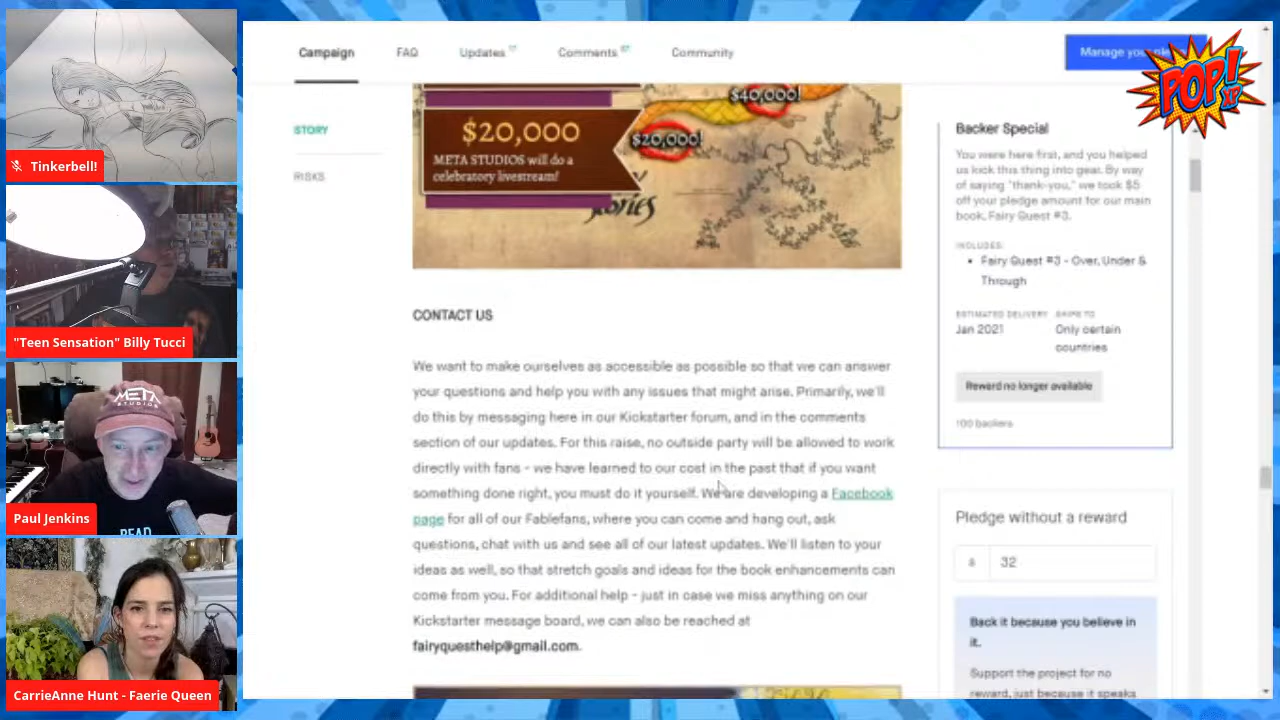 Tinkerbell!
"Teen Sensation" Billy Tucci
META
STUDIOS
READ
Paul Jenkins
CarrieAnne Hunt - Faerie Queen
Campaign
FAQ
Updates
Comments
Community
Manage your
POP!
XP
STORY
RISKS
$40,000!
$20,000
$20,000!
META STUDIOS will do a
celebratory livestream!
CONTACT US
We want to make ourselves as accessible as possible so that we can answer
your questions and help you with any issues that might arise. Primarily, we'll
do this by messaging here in our Kickstarter forum, and in the comments
section of our updates. For this raise, no outside party will be allowed to work
directly with fans - we have learned to our cost in the past that if you want
something done right, you must do it yourself. We are developing a Facebook
page for all of our Fablefans, where you can come and hang out, ask
questions, chat with us and see all of our latest updates. We'll listen to your
ideas as well, so that stretch goals and ideas for the book enhancements can
come from you. For additional help - just in case we miss anything on our
Kickstarter message board, we can also be reached at
fairyquesthelp@gmail.com.
Backer Special
You were here first, and you helped
us kick this thing into gear. By way
of saying "thank-you," we took $5
off your pledge amount for our main
book, Fairy Quest #3.
INCLUDES:
• Fairy Quest #3 - Over, Under &
Through
ESTIMATED DELIVERY
SHIPS TO
Jan 2021
Only certain
countries
Reward no longer available
100 backers
Pledge without a reward
$
32
Back it because you believe in
it.
Support the project for no
reward, just because it speaks